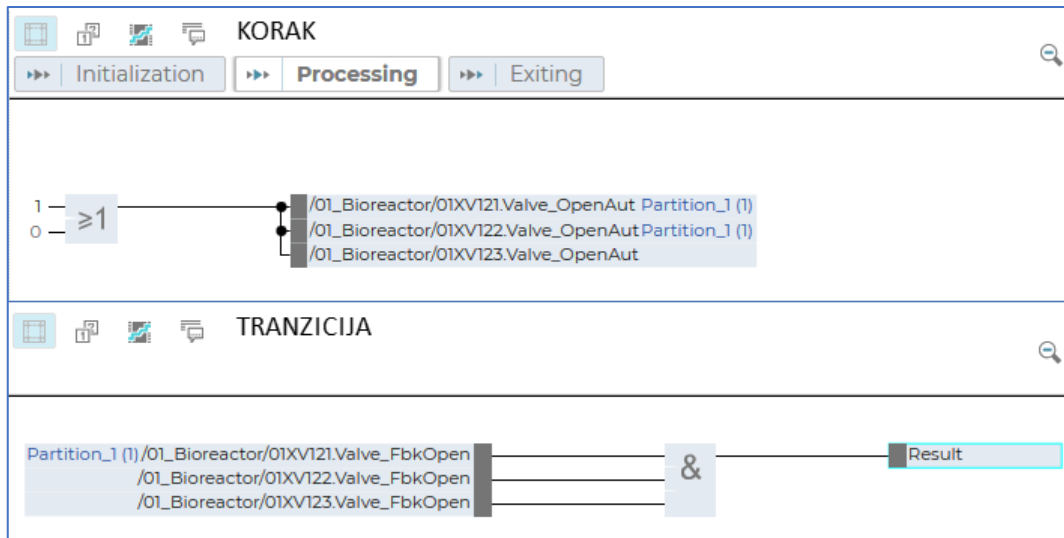 KORAK
Initialization Processing Exiting
1
0
≥1
/01_Bioreactor/01XV121.Valve_OpenAut Partition_1 (1)
/01_Bioreactor/01XV122.Valve_OpenAut Partition_1 (1)
/01_Bioreactor/01XV123.Valve_OpenAut
TRANZICIJA
Partition_1 (1) /01_Bioreactor/01XV121.Valve_FbkOpen
/01_Bioreactor/01XV122.Valve_FbkOpen
/01_Bioreactor/01XV123.Valve_FbkOpen
&
Result